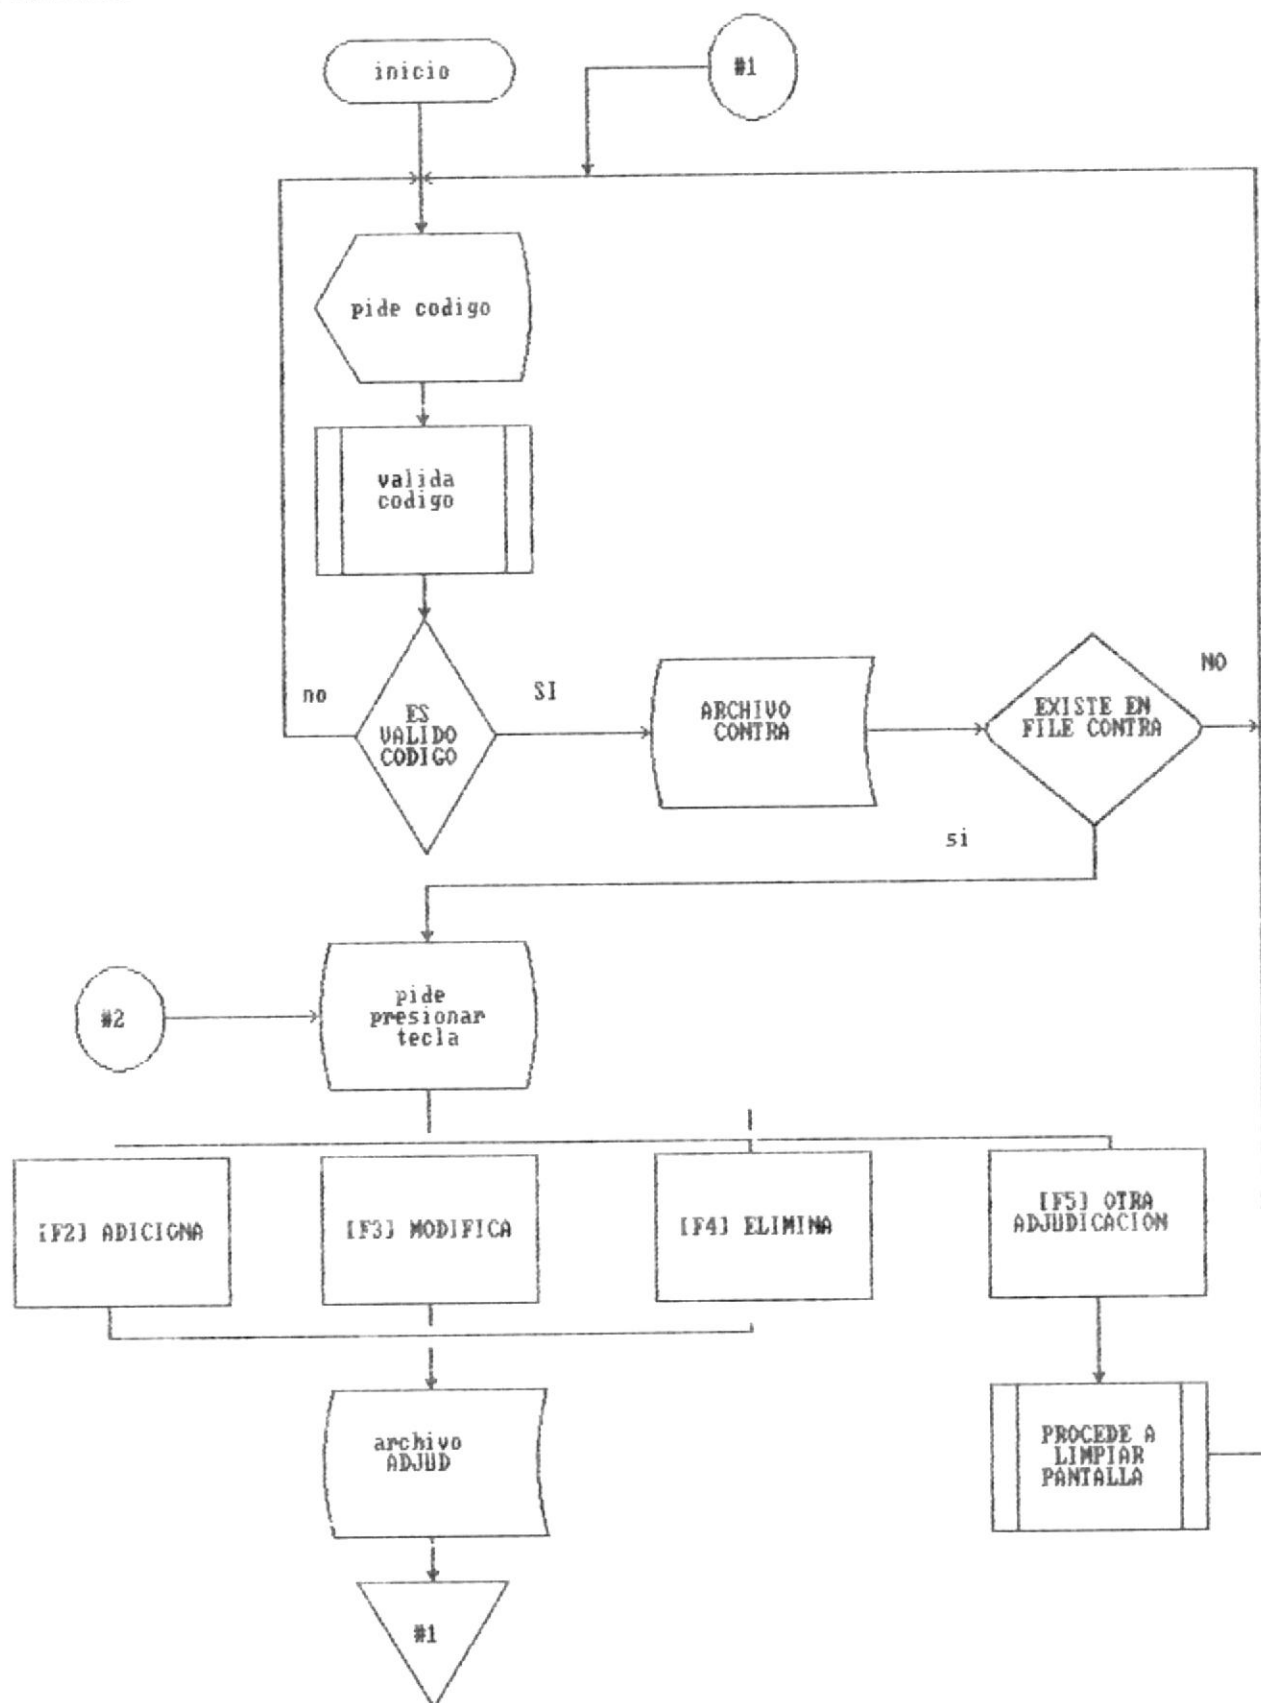 inicio
#1
pide codigo
valida
codigo
no
ES
VALIDO
CODIGO
SI
ARCHIVO
CONTRA
EXISTE EN
FILE CONTRA
NO
si
#2
pide
presionar
tecla
[F2] ADICIGNA
[F3] MODIFICA
[F4] ELIMINA
[F5] OTRA
ADJUDICACION
archivo
ADJUD
PROCEDE A
LIMPIAR
PANTALLA
#1